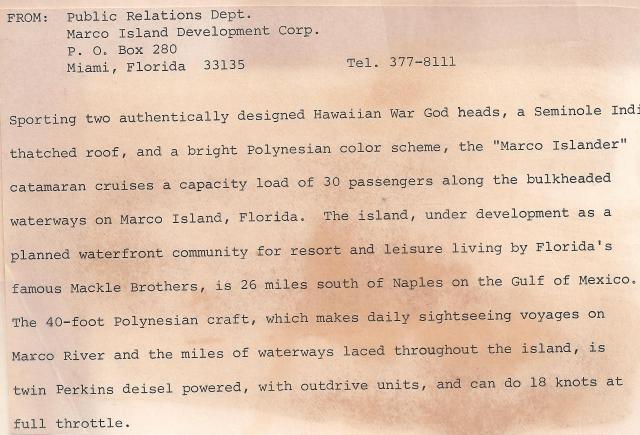 FROM: Public Relations Dept.
Marco Island Development Corp.
P. O. Box 280
Miami, Florida 33135 Tel. 377-8111
Sporting two authentically designed Hawaiian War God heads, a Seminole Indi
thatched roof, and a bright Polynesian color scheme, the "Marco Islander"
catamaran cruises a capacity load of 30 passengers along the bulkheaded
waterways on Marco Island, Florida. The island, under development as a
planned waterfront community for resort and leisure living by Florida's
famous Mackle Brothers, is 26 miles south of Naples on the Gulf of Mexico.
The 40-foot Polynesian craft, which makes daily sightseeing voyages on
Marco River and the miles of waterways laced throughout the island, is
twin Perkins deisel powered, with outdrive units, and can do 18 knots at
full throttle.